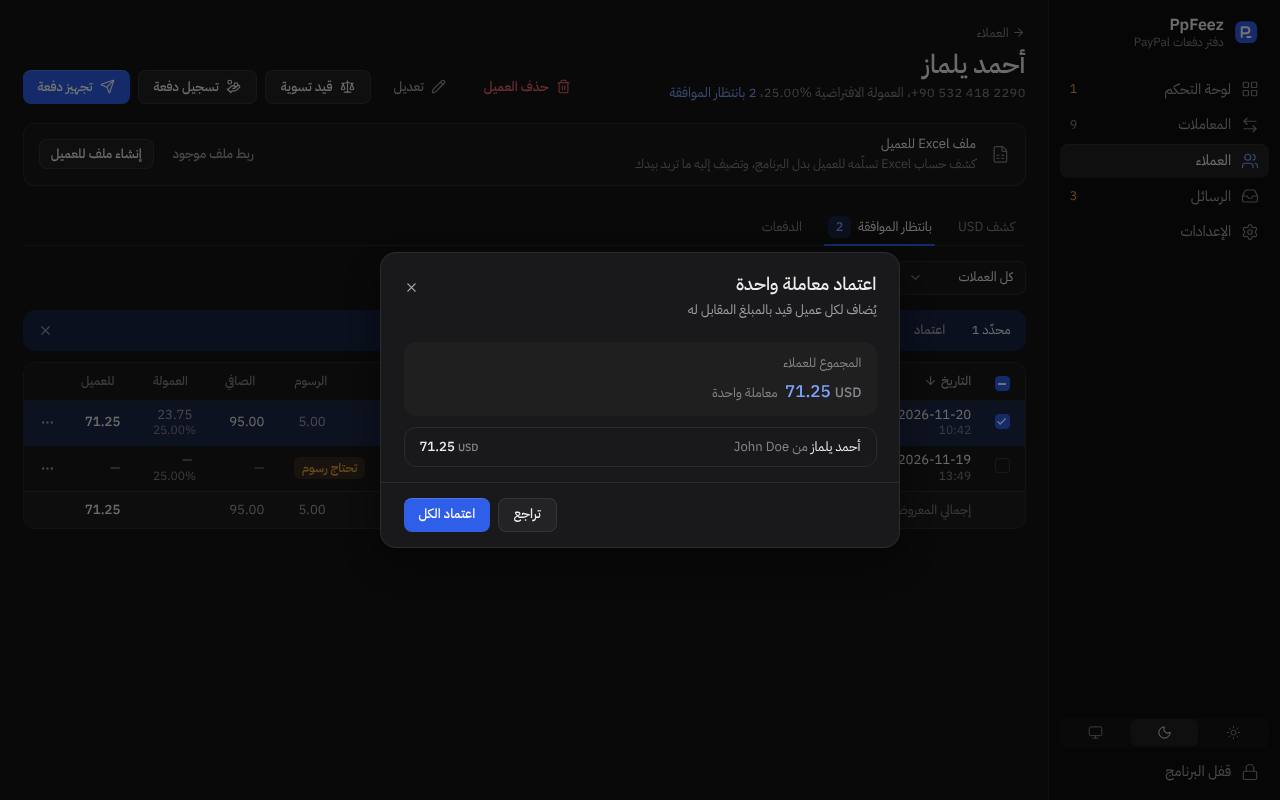 PpFeez
دفتر دفعات PayPal
لوحة التحكم 1
المعاملات 9
العملاء
الرسائل 3
الإعدادات
قفل البرنامج
العملاء
أحمد يلماز
+90 532 418 2290، العمولة الافتراضية 25.00%، 2 بانتظار الموافقة
حذف العميل
تعديل
قيد تسوية
تسجيل دفعة
تجهيز دفعة
ملف Excel للعميل
كشف حساب Excel تسلّمه للعميل بدل البرنامج، وتضيف إليه ما تريد بيدك
ربط ملف موجود
إنشاء ملف للعميل
كشف USD
بانتظار الموافقة 2
الدفعات
كل العملات
محدّد 1
اعتماد
التاريخ الرسوم الصافي العمولة للعميل
2026-11-20 5.00 95.00 23.75 71.25
10:42 25.00%
2026-11-19 تحتاج رسوم — — —
13:49 25.00%
إجمالي 5.00 95.00 71.25
اعتماد معاملة واحدة
يُضاف لكل عميل قيد بالمبلغ المقابل له
المجموع للعملاء
71.25 USD معاملة واحدة
أحمد يلماز من John Doe 71.25 USD
تراجع
اعتماد الكل